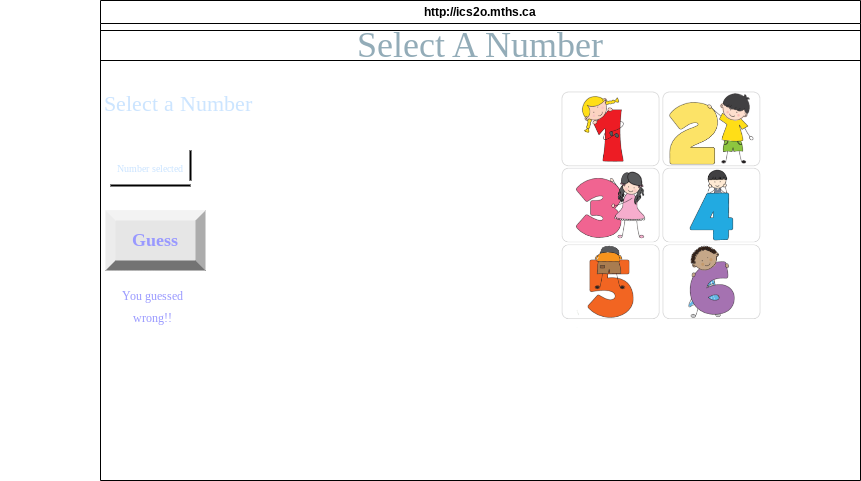 http://ics2o.mths.ca
Select A Number
Select a Number
Number selected
Guess
You guessed
wrong!!
1 2
3 4
5 6